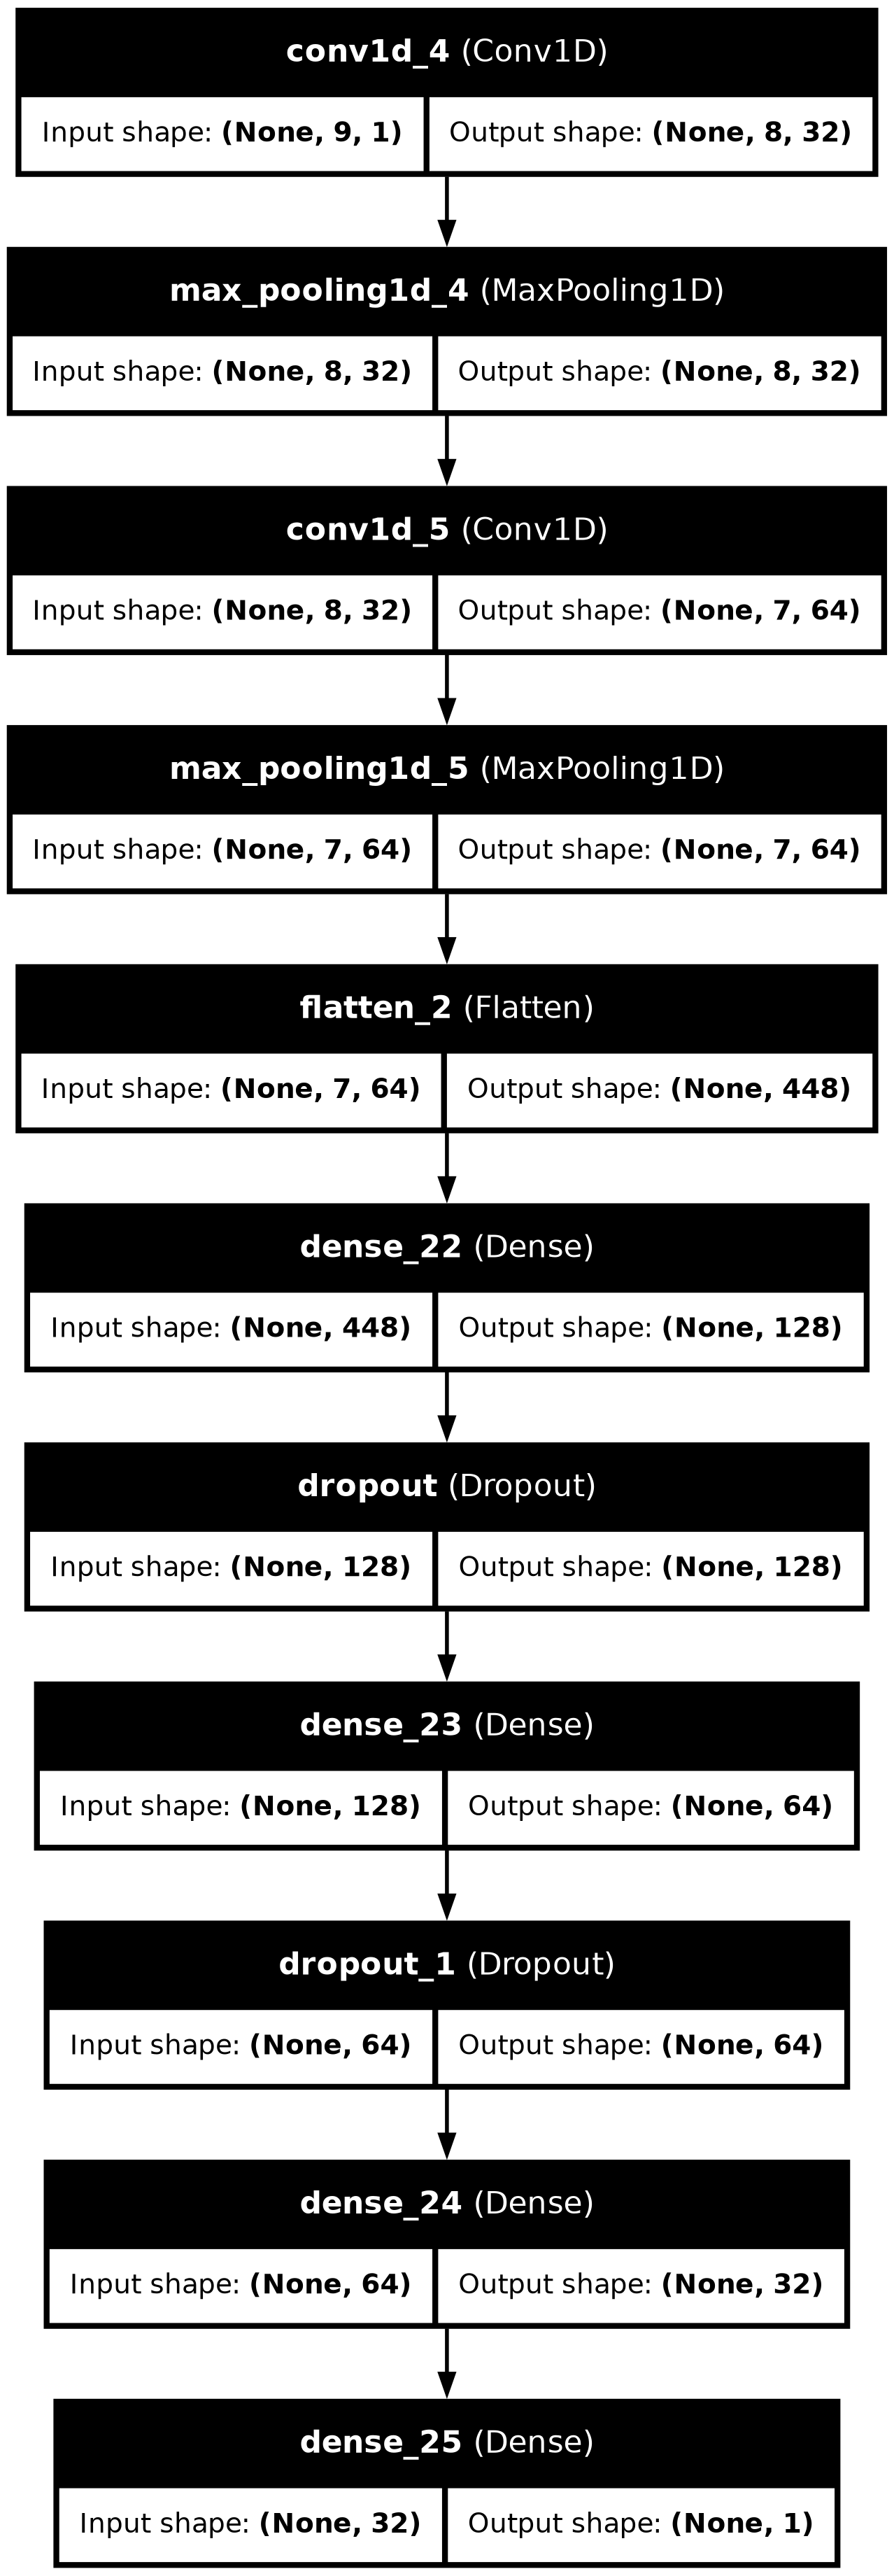 conv1d_4 (Conv1D)
Input shape: (None, 9, 1) Output shape: (None, 8, 32)
max_pooling1d_4 (MaxPooling1D)
Input shape: (None, 8, 32) Output shape: (None, 8, 32)
conv1d_5 (Conv1D)
Input shape: (None, 8, 32) Output shape: (None, 7, 64)
max_pooling1d_5 (MaxPooling1D)
Input shape: (None, 7, 64) Output shape: (None, 7, 64)
flatten_2 (Flatten)
Input shape: (None, 7, 64) Output shape: (None, 448)
dense_22 (Dense)
Input shape: (None, 448) Output shape: (None, 128)
dropout (Dropout)
Input shape: (None, 128) Output shape: (None, 128)
dense_23 (Dense)
Input shape: (None, 128) Output shape: (None, 64)
dropout_1 (Dropout)
Input shape: (None, 64) Output shape: (None, 64)
dense_24 (Dense)
Input shape: (None, 64) Output shape: (None, 32)
dense_25 (Dense)
Input shape: (None, 32) Output shape: (None, 1)